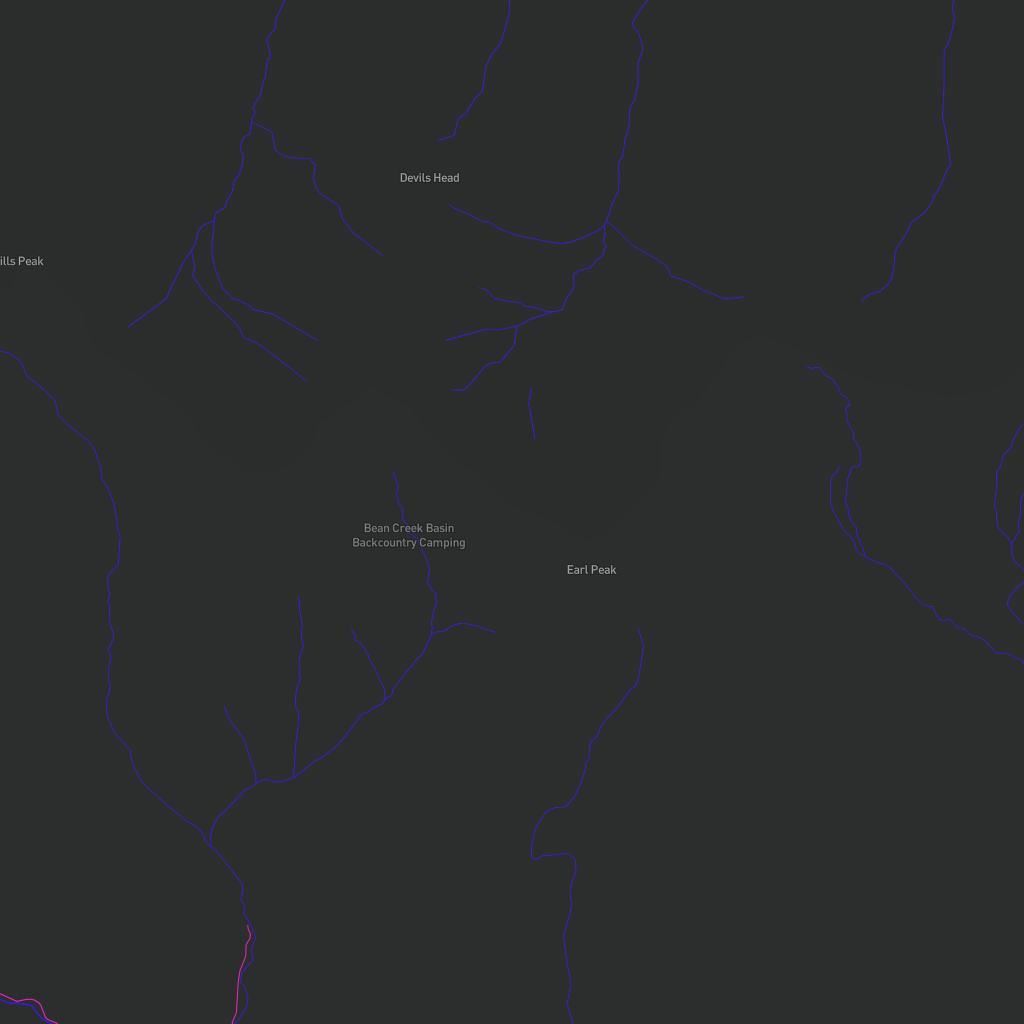 Devils Head
ills Peak
Bean Creek Basin
Backcountry Camping
Earl Peak